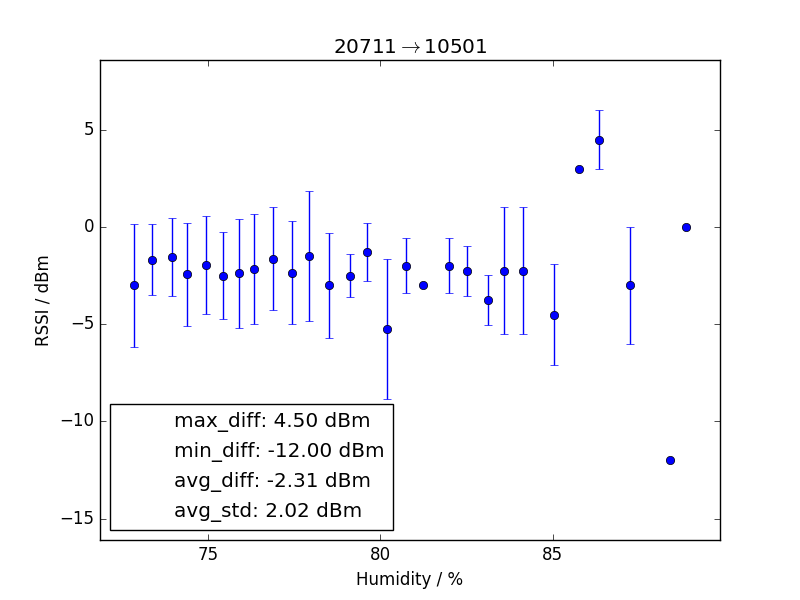 20711→10501
5
0
−5
−10
−15
RSSI / dBm
max_diff: 4.50 dBm
min_diff: -12.00 dBm
avg_diff: -2.31 dBm
avg_std: 2.02 dBm
75 80 85
Humidity / %